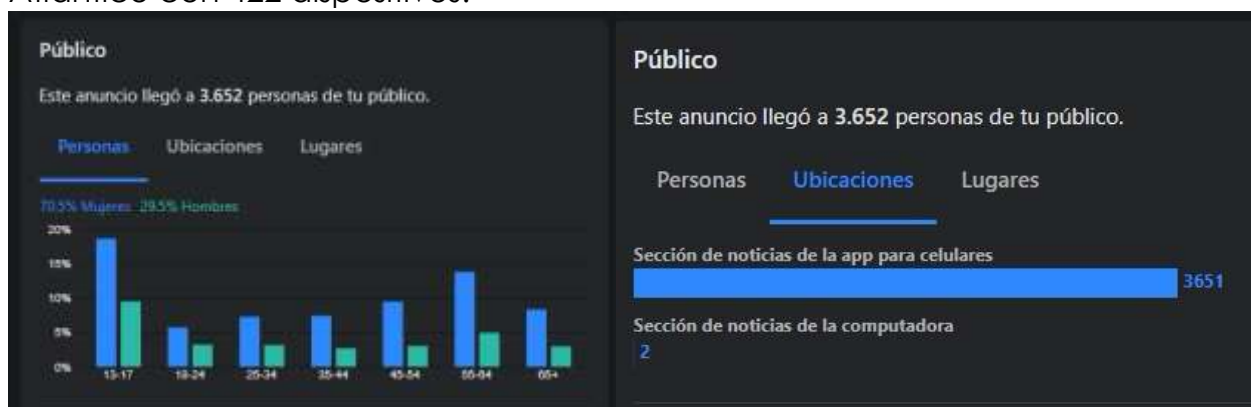 Público
Este anuncio llegó a 3.652 personas de tu público.
Personas Ubicaciones Lugares
70.5% Mujeres 29.5% Hombres
20%
15%
10%
5%
0%
13-17 18-24 25-34 35-44 45-54 55-64 65+
Público
Este anuncio llegó a 3.652 personas de tu público.
Personas Ubicaciones Lugares
Sección de noticias de la app para celulares
3651
Sección de noticias de la computadora
2